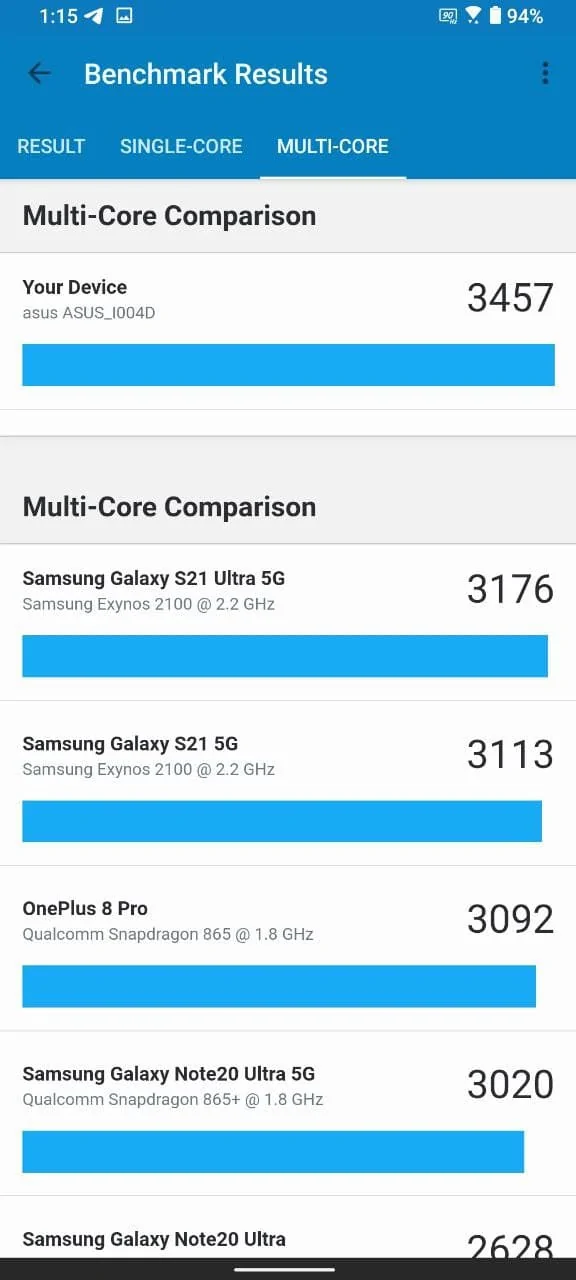 1:15
90
94%
Benchmark Results
RESULT SINGLE-CORE MULTI-CORE
Multi-Core Comparison
Your Device
3457
asus ASUS_I004D
Multi-Core Comparison
Samsung Galaxy S21 Ultra 5G
3176
Samsung Exynos 2100 @ 2.2 GHz
Samsung Galaxy S21 5G
3113
Samsung Exynos 2100 @ 2.2 GHz
OnePlus 8 Pro
3092
Qualcomm Snapdragon 865 @ 1.8 GHz
Samsung Galaxy Note20 Ultra 5G
3020
Qualcomm Snapdragon 865+ @ 1.8 GHz
Samsung Galaxy Note20 Ultra
2628